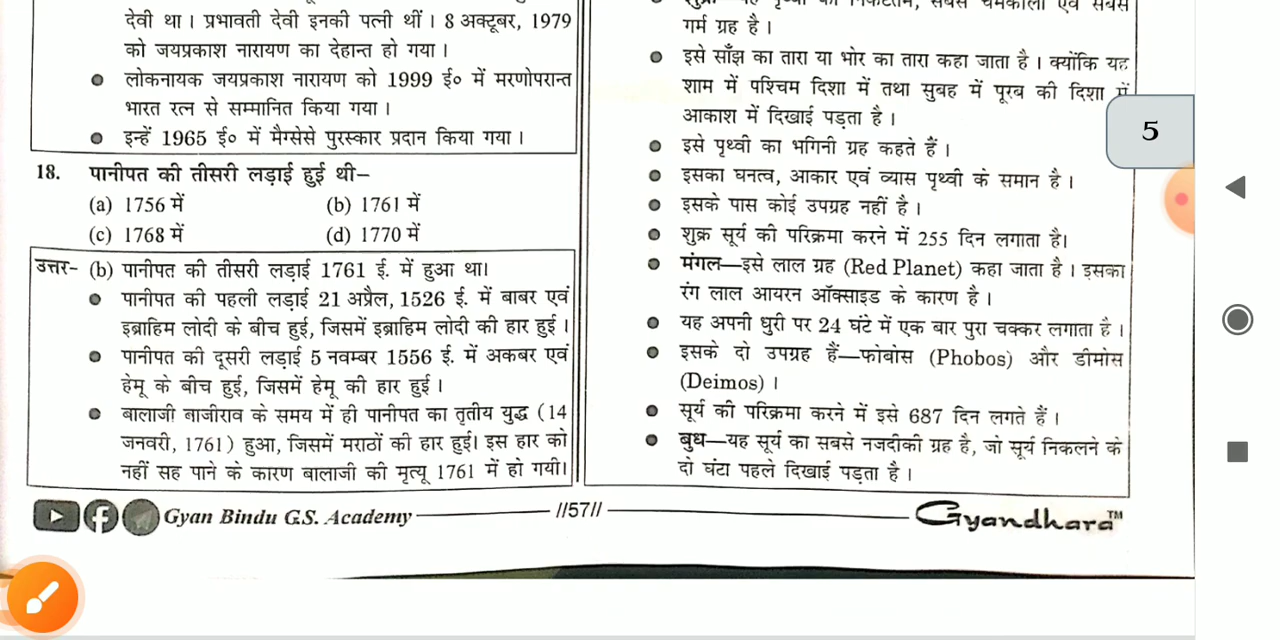 देवी था। प्रभावती देवी इनकी पत्नी थीं। 8 अक्टूबर, 1979
को जयप्रकाश नारायण का देहान्त हो गया।
● लोकनायक जयप्रकाश नारायण को 1999 ई० में मरणोपरान्त
भारत रत्न से सम्मानित किया गया।
● इन्हें 1965 ई० में मैग्सेसे पुरस्कार प्रदान किया गया।
18. पानीपत की तीसरी लड़ाई हुई थी–
(a) 1756 में (b) 1761 में
(c) 1768 में (d) 1770 में
उत्तर- (b) पानीपत की तीसरी लड़ाई 1761 ई. में हुआ था।
● पानीपत की पहली लड़ाई 21 अप्रैल, 1526 ई. में बाबर एवं
इब्राहिम लोदी के बीच हुई, जिसमें इब्राहिम लोदी की हार हुई।
● पानीपत की दूसरी लड़ाई 5 नवम्बर 1556 ई. में अकबर एवं
हेमू के बीच हुई, जिसमें हेमू की हार हुई।
● बालाजी बाजीराव के समय में ही पानीपत का तृतीय युद्ध (14
जनवरी, 1761) हुआ, जिसमें मराठों की हार हुई। इस हार को
नहीं सह पाने के कारण बालाजी की मृत्यू 1761 में हो गयी।
गर्म ग्रह है।
● इसे साँझ का तारा या भोर का तारा कहा जाता है। क्योंकि यह
शाम में पश्चिम दिशा में तथा सुबह में पूरब की दिशा में
आकाश में दिखाई पड़ता है।
● इसे पृथ्वी का भगिनी ग्रह कहते हैं।
● इसका घनत्व, आकार एवं व्यास पृथ्वी के समान है।
● इसके पास कोई उपग्रह नहीं है।
● शुक्र सूर्य की परिक्रमा करने में 255 दिन लगाता है।
● मंगल—इसे लाल ग्रह (Red Planet) कहा जाता है। इसका
रंग लाल आयरन ऑक्साइड के कारण है।
● यह अपनी धुरी पर 24 घंटे में एक बार पुरा चक्कर लगाता है।
● इसके दो उपग्रह हैं—फोबोस (Phobos) और डीमोस
(Deimos)।
● सूर्य की परिक्रमा करने में इसे 687 दिन लगते हैं।
● बुध—यह सूर्य का सबसे नजदीकी ग्रह है, जो सूर्य निकलने के
दो घंटा पहले दिखाई पड़ता है।
5
Gyan Bindu G.S. Academy //57// Gyandhara™